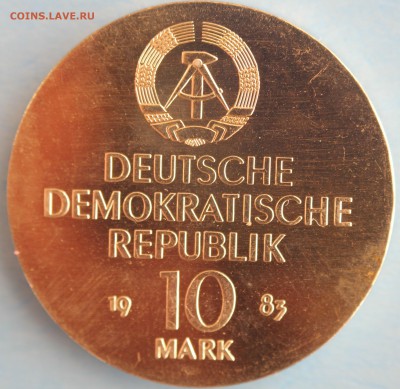 COINS.LAVE.RU
DEUTSCHE
DEMOKRATISCHE
REPUBLIK
19 10 83
MARK